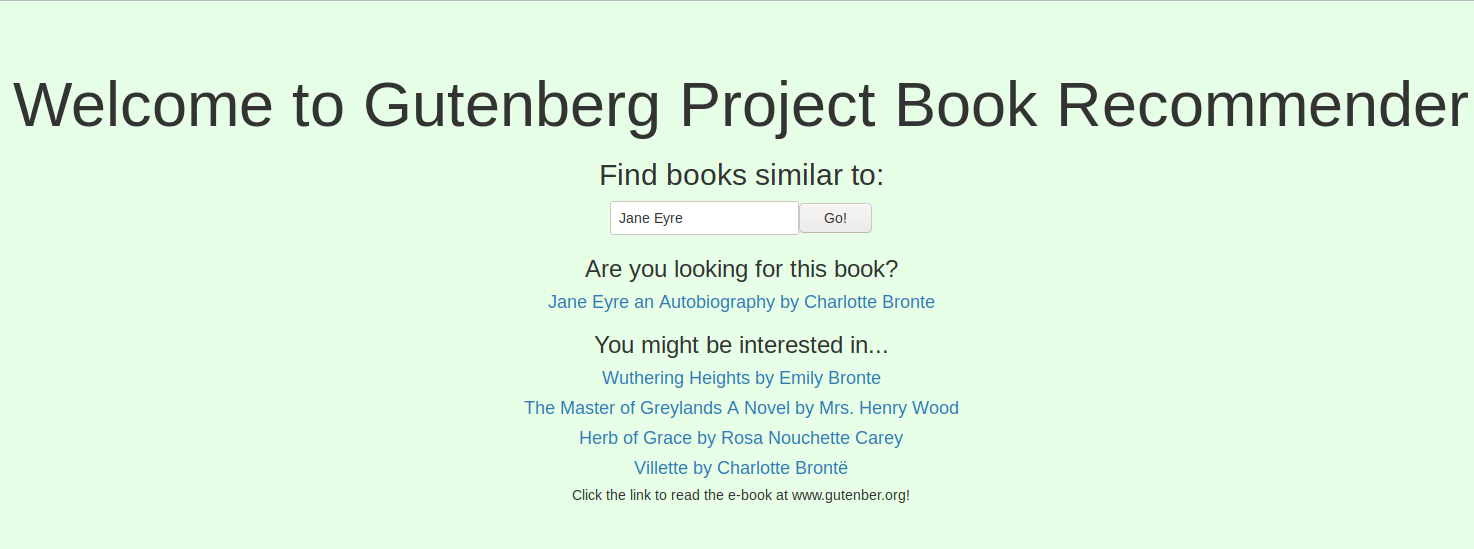 Welcome to Gutenberg Project Book Recommender
Find books similar to:
Jane Eyre Go!
Are you looking for this book?
Jane Eyre an Autobiography by Charlotte Bronte
You might be interested in...
Wuthering Heights by Emily Bronte
The Master of Greylands A Novel by Mrs. Henry Wood
Herb of Grace by Rosa Nouchette Carey
Villette by Charlotte Brontë
Click the link to read the e-book at www.gutenber.org!